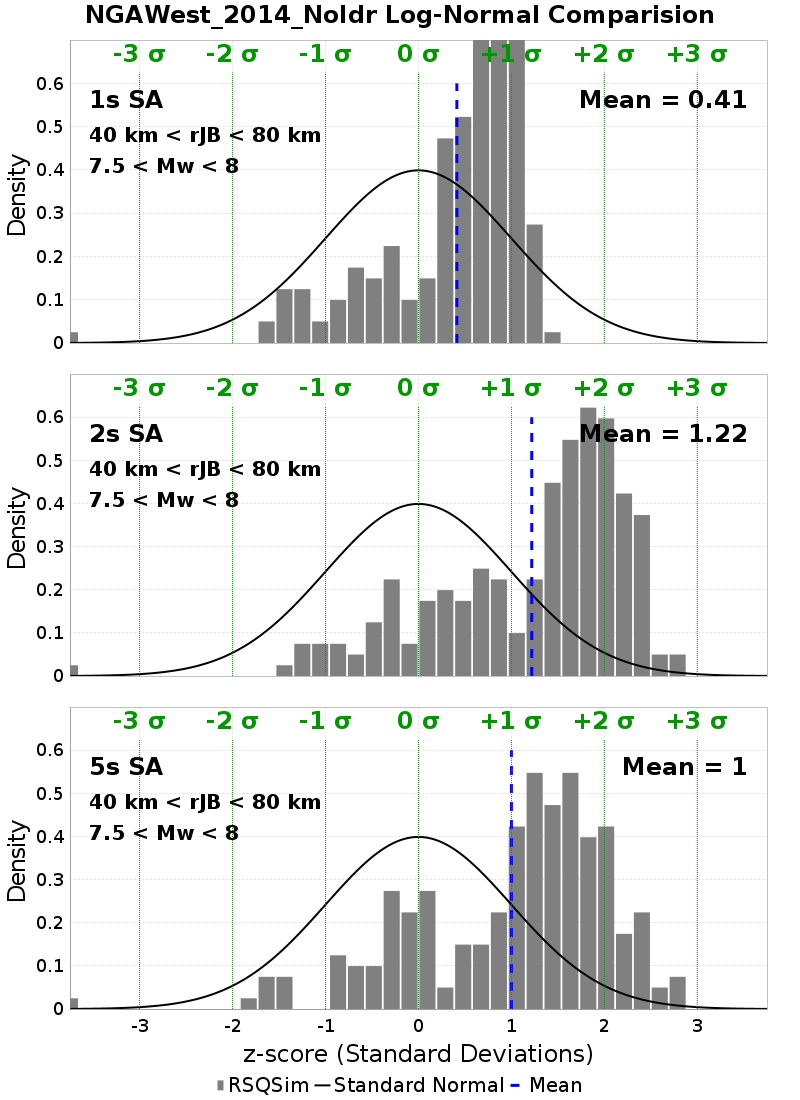 NGAWest_2014_NoIdr Log-Normal Comparision
-3 σ -2 σ -1 σ 0 σ +1 σ +2 σ +3 σ
1s SA Mean = 0.41
40 km < rJB < 80 km
7.5 < Mw < 8
Density
0.6
0.5
0.4
0.3
0.2
0.1
0
-3 σ -2 σ -1 σ 0 σ +1 σ +2 σ +3 σ
2s SA Mean = 1.22
40 km < rJB < 80 km
7.5 < Mw < 8
Density
0.6
0.5
0.4
0.3
0.2
0.1
0
-3 σ -2 σ -1 σ 0 σ +1 σ +2 σ +3 σ
5s SA Mean = 1
40 km < rJB < 80 km
7.5 < Mw < 8
Density
0.6
0.5
0.4
0.3
0.2
0.1
0
-3 -2 -1 0 1 2 3
z-score (Standard Deviations)
RSQSim Standard Normal Mean